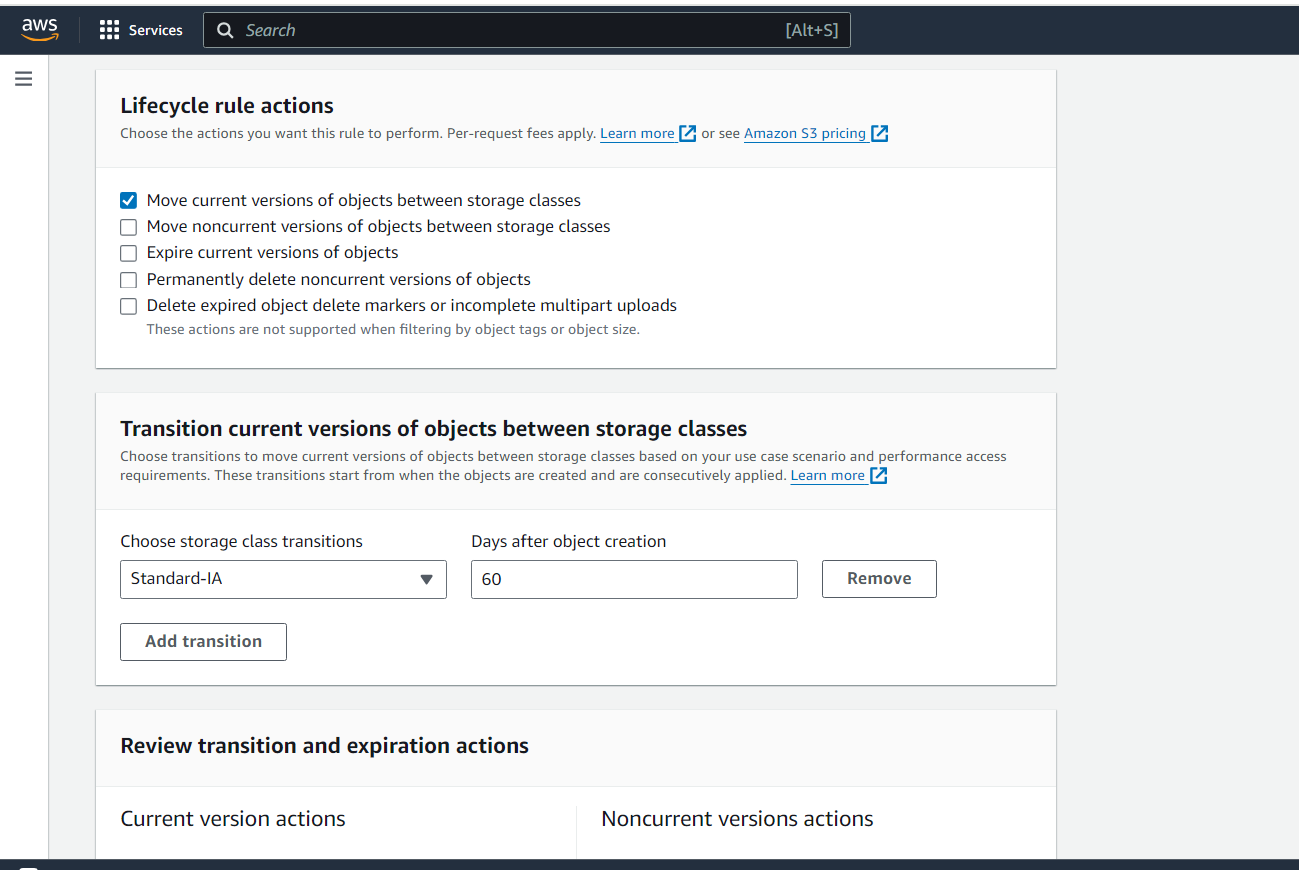 aws
Services
Search [Alt+S]
Lifecycle rule actions
Choose the actions you want this rule to perform. Per-request fees apply. Learn more or see Amazon S3 pricing
Move current versions of objects between storage classes
Move noncurrent versions of objects between storage classes
Expire current versions of objects
Permanently delete noncurrent versions of objects
Delete expired object delete markers or incomplete multipart uploads
These actions are not supported when filtering by object tags or object size.
Transition current versions of objects between storage classes
Choose transitions to move current versions of objects between storage classes based on your use case scenario and performance access
requirements. These transitions start from when the objects are created and are consecutively applied. Learn more
Choose storage class transitions
Days after object creation
Standard-IA
60
Remove
Add transition
Review transition and expiration actions
Current version actions
Noncurrent versions actions